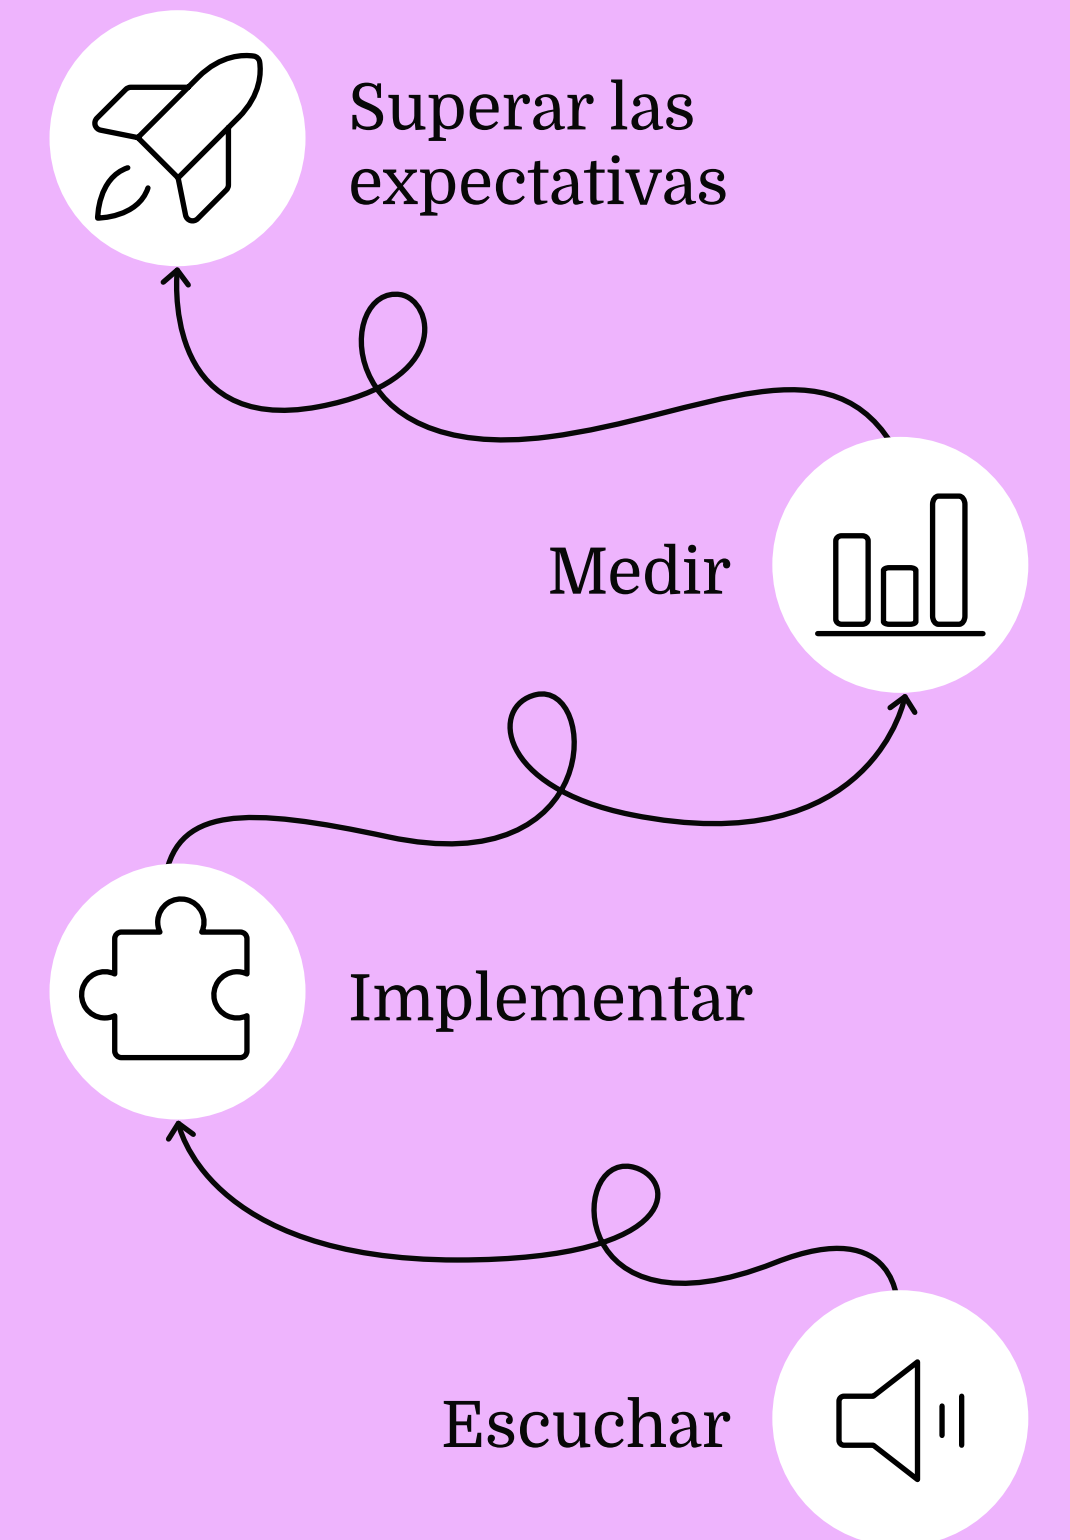 Superar las
expectativas
Medir
Implementar
Escuchar